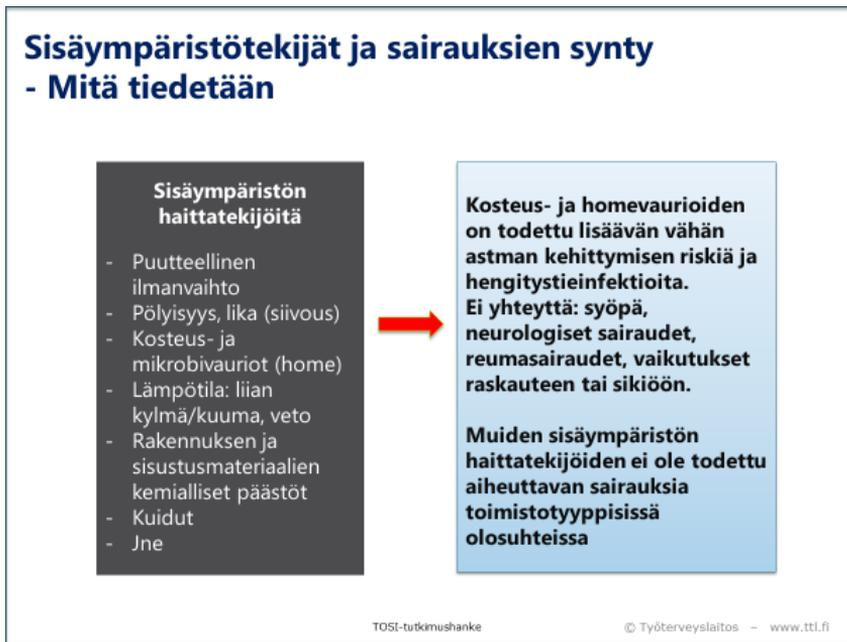 Sisäympäristötekijät ja sairauksien synty
- Mitä tiedetään
Sisäympäristön
haittatekijöitä
- Puutteellinen
ilmanvaihto
- Pölyisyys, lika (siivous)
- Kosteus- ja
mikrobivauriot (home)
- Lämpötila: liian
kylmä/kuuma, veto
- Rakennuksen ja
sisustusmateriaalien
kemialliset päästöt
- Kuidut
- Jne
Kosteus- ja homevaurioiden
on todettu lisäävän vähän
astman kehittymisen riskiä ja
hengitystieinfektioita.
Ei yhteyttä: syöpä,
neurologiset sairaudet,
reumasairaudet, vaikutukset
raskauteen tai sikiöön.
Muiden sisäympäristön
haittatekijöiden ei ole todettu
aiheuttavan sairauksia
toimistotyyppisissä
olosuhteissa
TOSI-tutkimushanke
© Työterveyslaitos – www.ttl.fi